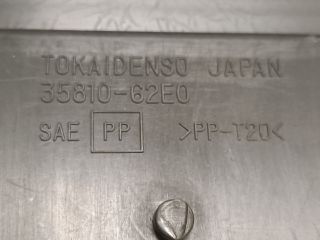 TOKAIDENSO JAPAN
35810-62E0
SAE PP >PP-T20<